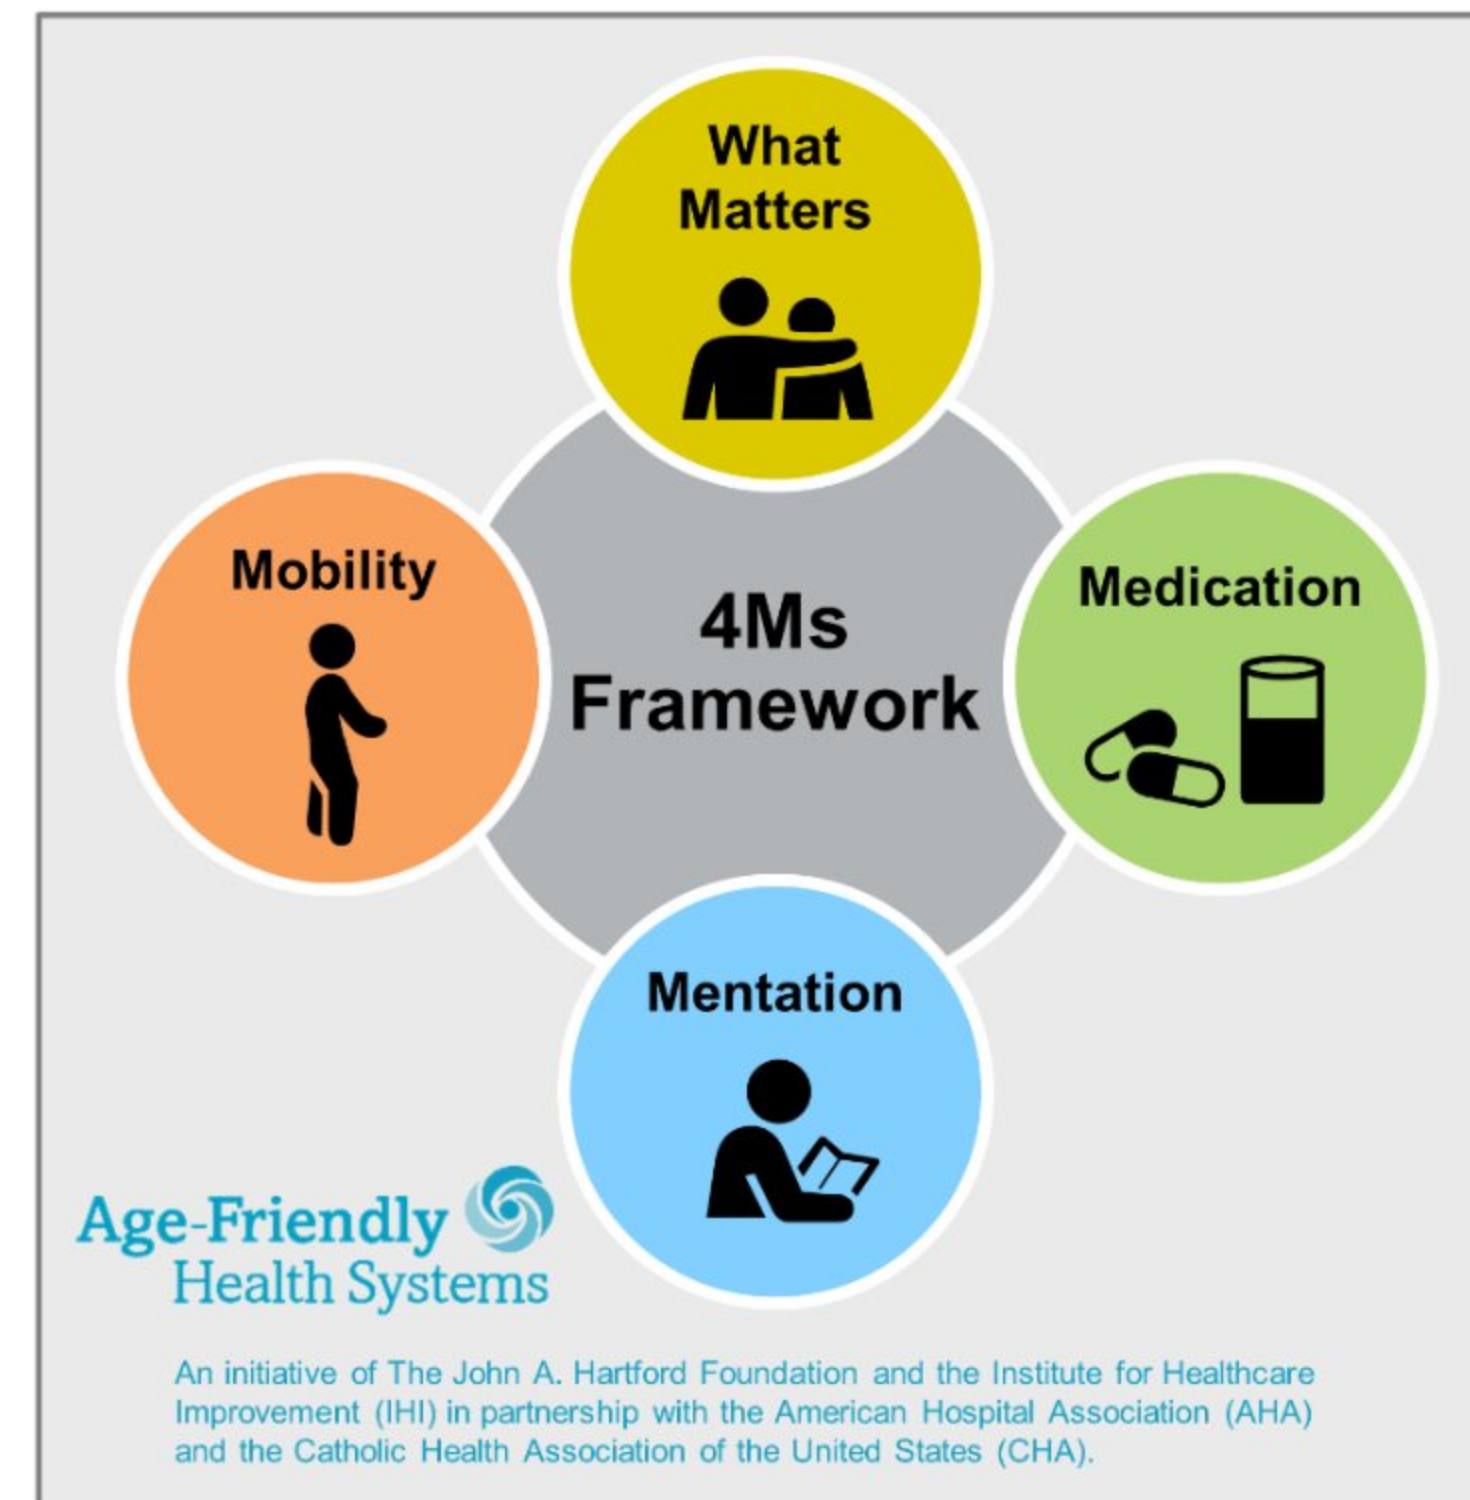 What
Matters
Mobility
Medication
4Ms
Framework
Mentation
Age-Friendly
Health Systems
An initiative of The John A. Hartford Foundation and the Institute for Healthcare
Improvement (IHI) in partnership with the American Hospital Association (AHA)
and the Catholic Health Association of the United States (CHA).